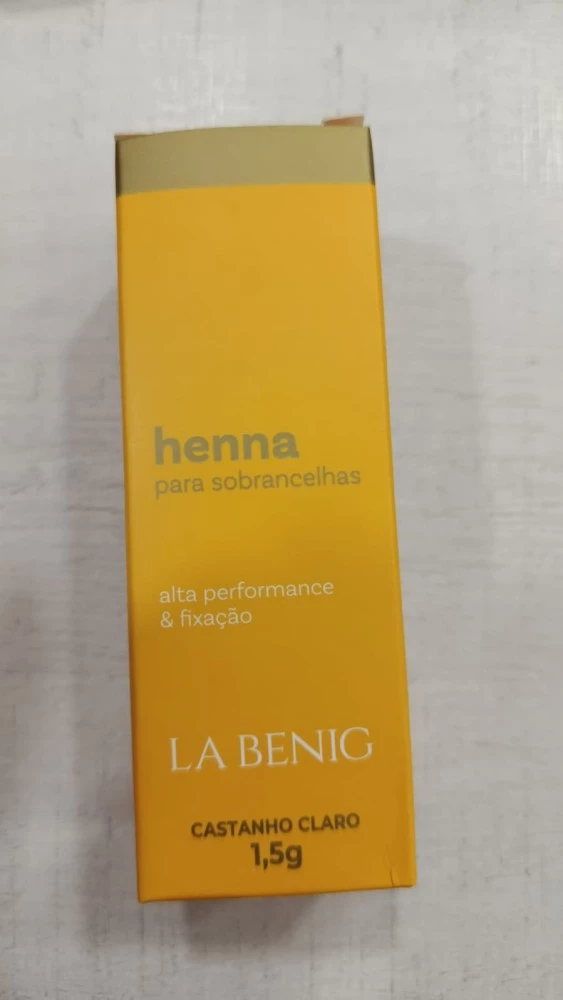 henna
para sobrancelhas
alta performance
& fixação
LA BENIG
CASTANHO CLARO
1,5g